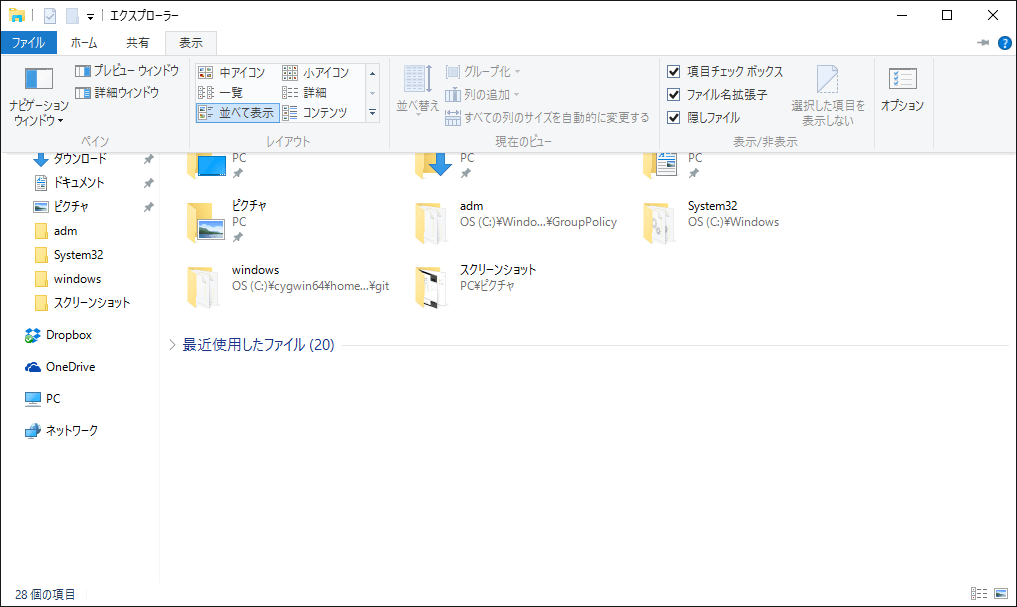 エクスプローラー
ファイル ホーム 共有 表示
ナビゲーション
ウィンドウ
プレビュー ウィンドウ
詳細ウィンドウ
ペイン
中アイコン 小アイコン
一覧 詳細
並べて表示 コンテンツ
レイアウト
並べ替え
グループ化
列の追加
すべての列のサイズを自動的に変更する
現在のビュー
項目チェック ボックス
ファイル名拡張子
隠しファイル
選択した項目を
表示しない
表示/非表示
オプション
ダウンロード
ドキュメント
ピクチャ
adm
System32
windows
スクリーンショット
Dropbox
OneDrive
PC
ネットワーク
PC
PC
PC
ピクチャ
PC
adm
OS (C:)¥Windo...¥GroupPolicy
System32
OS (C:)¥Windows
windows
OS (C:)¥cygwin64¥home...¥git
スクリーンショット
PC¥ピクチャ
最近使用したファイル (20)
28 個の項目